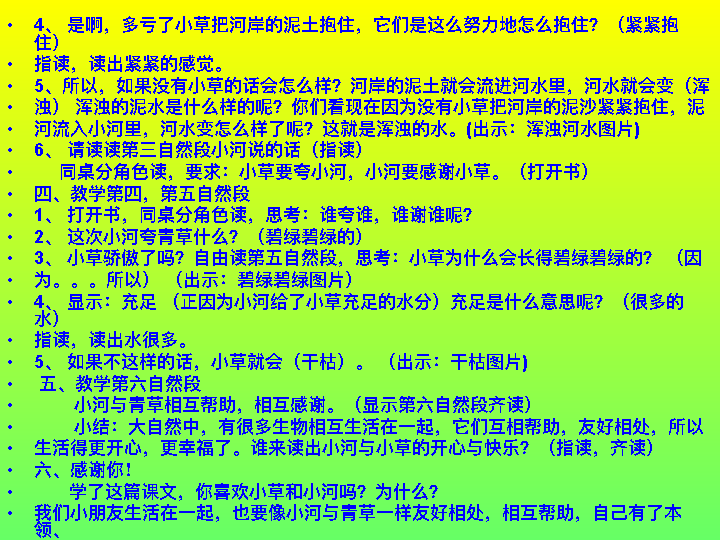 • 4、 是啊，多亏了小草把河岸的泥土抱住，它们是这么努力地怎么抱住？（紧紧抱
住）
• 指读，读出紧紧的感觉。
• 5、所以，如果没有小草的话会怎么样？河岸的泥土就会流进河水里，河水就会变（浑
• 浊） 浑浊的泥水是什么样的呢？你们看现在因为没有小草把河岸的泥沙紧紧抱住，泥
• 河流入小河里，河水变怎么样了呢？这就是浑浊的水。(出示：浑浊河水图片)
• 6、 请读读第三自然段小河说的话（指读）
• 同桌分角色读，要求：小草要夸小河，小河要感谢小草。（打开书）
• 四、教学第四，第五自然段
• 1、 打开书，同桌分角色读，思考：谁夸谁，谁谢谁呢？
• 2、 这次小河夸青草什么？（碧绿碧绿的）
• 3、 小草骄傲了吗？自由读第五自然段，思考：小草为什么会长得碧绿碧绿的？ （因
• 为。。。所以） （出示：碧绿碧绿图片）
• 4、 显示：充足 （正因为小河给了小草充足的水分）充足是什么意思呢？（很多的
水）
• 指读，读出水很多。
• 5、 如果不这样的话，小草就会（干枯）。 （出示：干枯图片)
• 五、教学第六自然段
• 小河与青草相互帮助，相互感谢。（显示第六自然段齐读）
• 小结：大自然中，有很多生物相互生活在一起，它们互相帮助，友好相处，所以
• 生活得更开心，更幸福了。谁来读出小河与小草的开心与快乐？（指读，齐读）
• 六、感谢你！
• 学了这篇课文，你喜欢小草和小河吗？为什么？
• 我们小朋友生活在一起，也要像小河与青草一样友好相处，相互帮助，自己有了本
领、